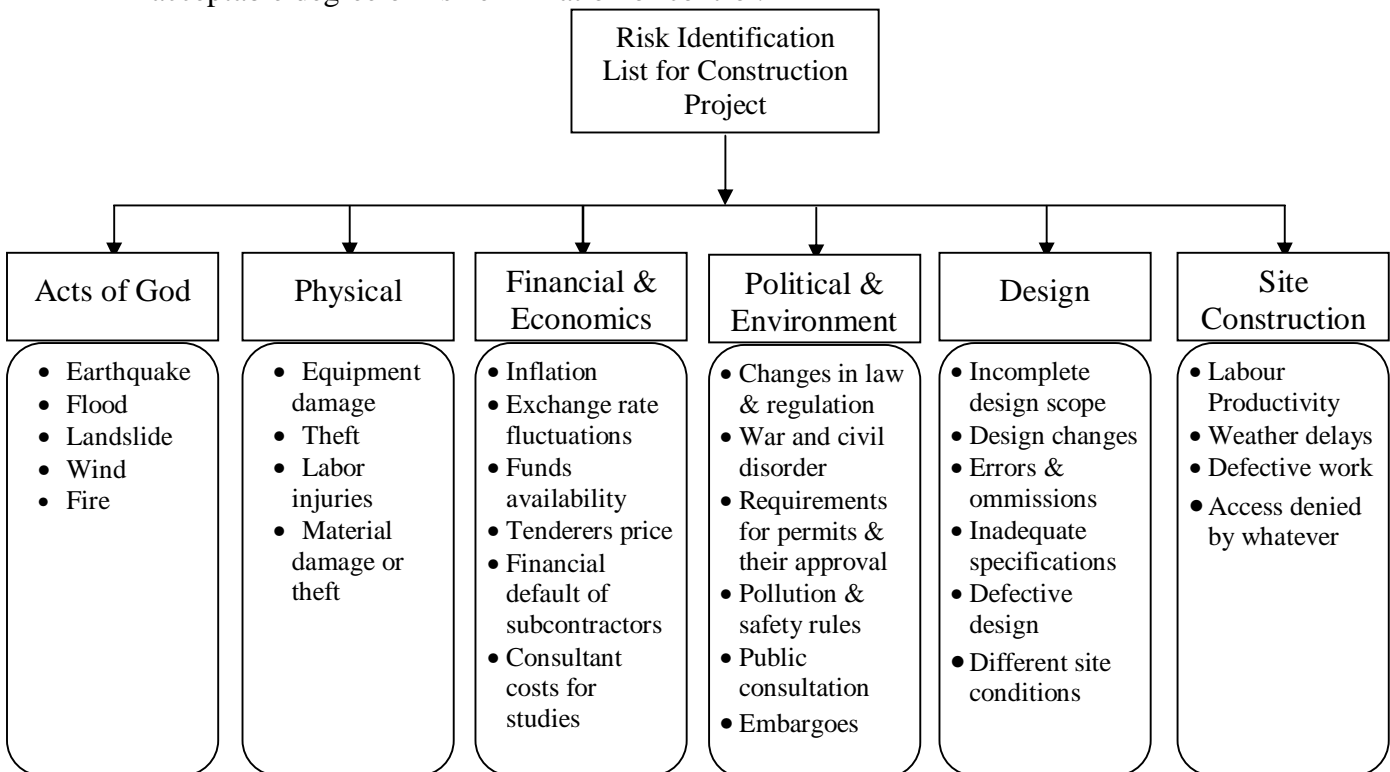 Risk Identification
List for Construction
Project
Acts of God
• Earthquake
• Flood
• Landslide
• Wind
• Fire
Physical
• Equipment
damage
• Theft
• Labor
injuries
• Material
damage or
theft
Financial &
Economics
• Inflation
• Exchange rate
fluctuations
• Funds
availability
• Tenderers price
• Financial
default of
subcontractors
• Consultant
costs for
studies
Political &
Environment
• Changes in law
& regulation
• War and civil
disorder
• Requirements
for permits &
their approval
• Pollution &
safety rules
• Public
consultation
• Embargoes
Design
• Incomplete
design scope
• Design changes
• Errors &
ommissions
• Inadequate
specifications
• Defective
design
• Different site
conditions
Site
Construction
• Labour
Productivity
• Weather delays
• Defective work
• Access denied
by whatever